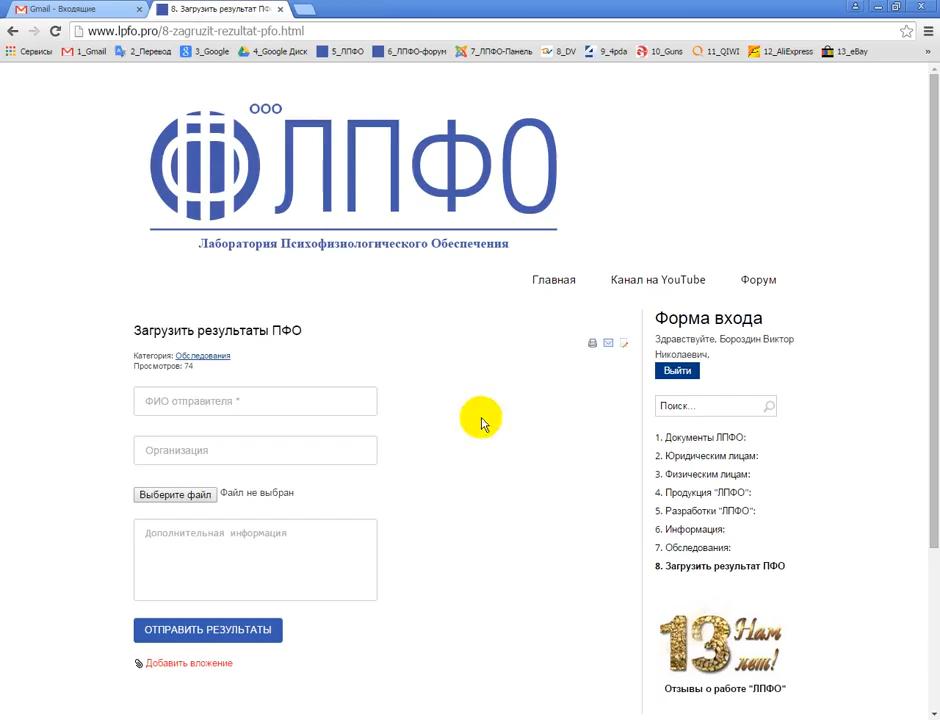 Gmail - Входящие
8. Загрузить результат ПФ
www.lpfo.pro/8-zagruzit-rezultat-pfo.html
Сервисы 1_Gmail 2_Перевод 3_Google 4_Google Диск 5_ЛПФО 6_ЛПФО-форум 7_ЛПФО-Панель 8_DV 9_4pda 10_Guns 11_QIWI 12_AliExpress 13_eBay »
ООО
ЛПФО
Лаборатория Психофизиологического Обеспечения
Главная Канал на YouTube Форум
Загрузить результаты ПФО
Категория: Обследования
Просмотров: 74
ФИО отправителя *
Организация
Выберите файл Файл не выбран
Дополнительная информация
ОТПРАВИТЬ РЕЗУЛЬТАТЫ
Добавить вложение
Форма входа
Здравствуйте, Бороздин Виктор
Николаевич,
Выйти
Поиск...
1. Документы ЛПФО:
2. Юридическим лицам:
3. Физическим лицам:
4. Продукция "ЛПФО":
5. Разработки "ЛПФО":
6. Информация:
7. Обследования:
8. Загрузить результат ПФО
13 Нам
лет!
Отзывы о работе "ЛПФО"